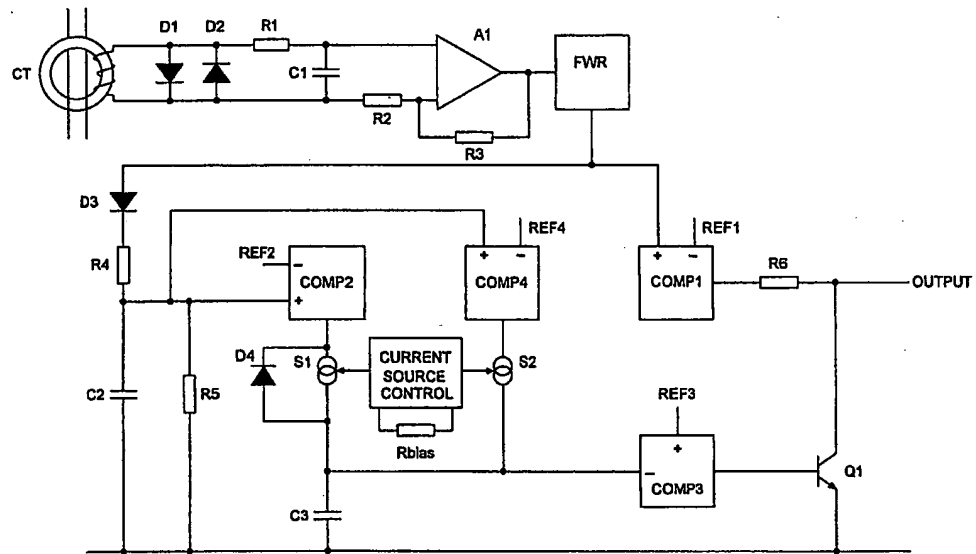 D1
D2
R1
A1
CT
C1
FWR
R2
R3
D3
REF4
REF1
R4
REF2
−
+
−
+
−
R6
COMP2
COMP4
COMP1
OUTPUT
+
D4
S1
CURRENT
SOURCE
CONTROL
S2
C2
R5
REF3
Rbias
+
−
COMP3
Q1
C3